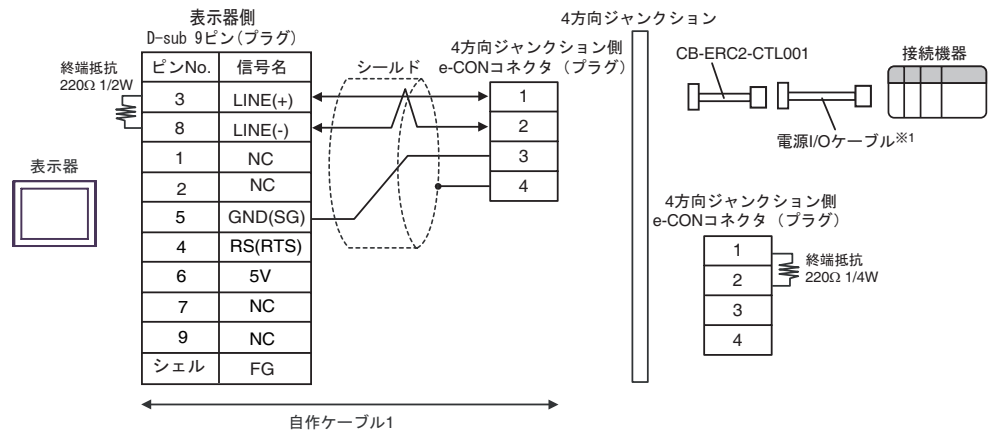 表示器側
D-sub 9ピン(プラグ)
終端抵抗
220Ω 1/2W
ピンNo. 信号名
3 LINE(+)
8 LINE(-)
1 NC
2 NC
5 GND(SG)
4 RS(RTS)
6 5V
7 NC
9 NC
シェル FG
表示器
シールド
4方向ジャンクション側
e-CONコネクタ（プラグ）
1
2
3
4
自作ケーブル1
4方向ジャンクション
CB-ERC2-CTL001
接続機器
電源I/Oケーブル※1
4方向ジャンクション側
e-CONコネクタ（プラグ）
1
2
3
4
終端抵抗
220Ω 1/4W